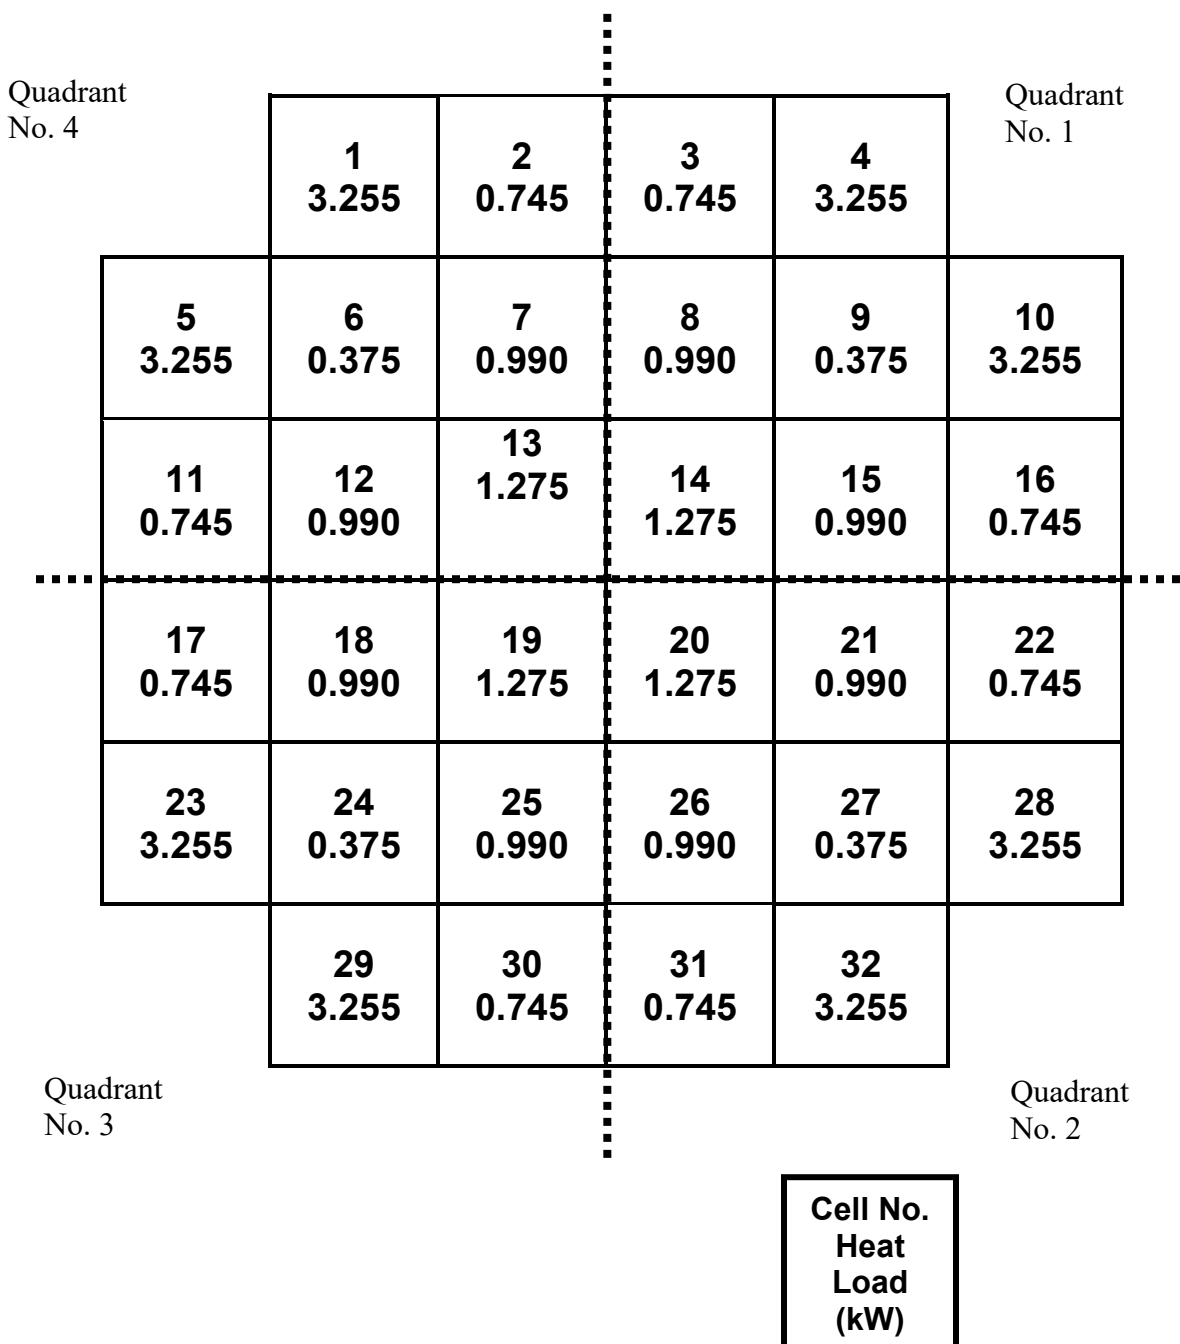 Quadrant
No. 4
Quadrant
No. 1
1 2 3 4
3.255 0.745 0.745 3.255
5 6 7 8 9 10
3.255 0.375 0.990 0.990 0.375 3.255
11 12 13 14 15 16
0.745 0.990 1.275 1.275 0.990 0.745
17 18 19 20 21 22
0.745 0.990 1.275 1.275 0.990 0.745
23 24 25 26 27 28
3.255 0.375 0.990 0.990 0.375 3.255
29 30 31 32
3.255 0.745 0.745 3.255
Quadrant
No. 3
Quadrant
No. 2
Cell No.
Heat
Load
(kW)